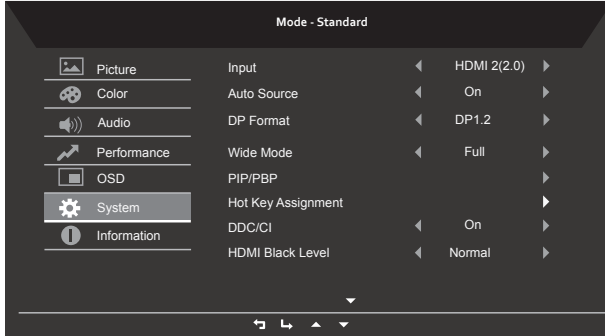 Mode - Standard
Picture
Color
Audio
Performance
OSD
System
Information
Input HDMI 2(2.0)
Auto Source On
DP Format DP1.2
Wide Mode Full
PIP/PBP
Hot Key Assignment
DDC/CI On
HDMI Black Level Normal